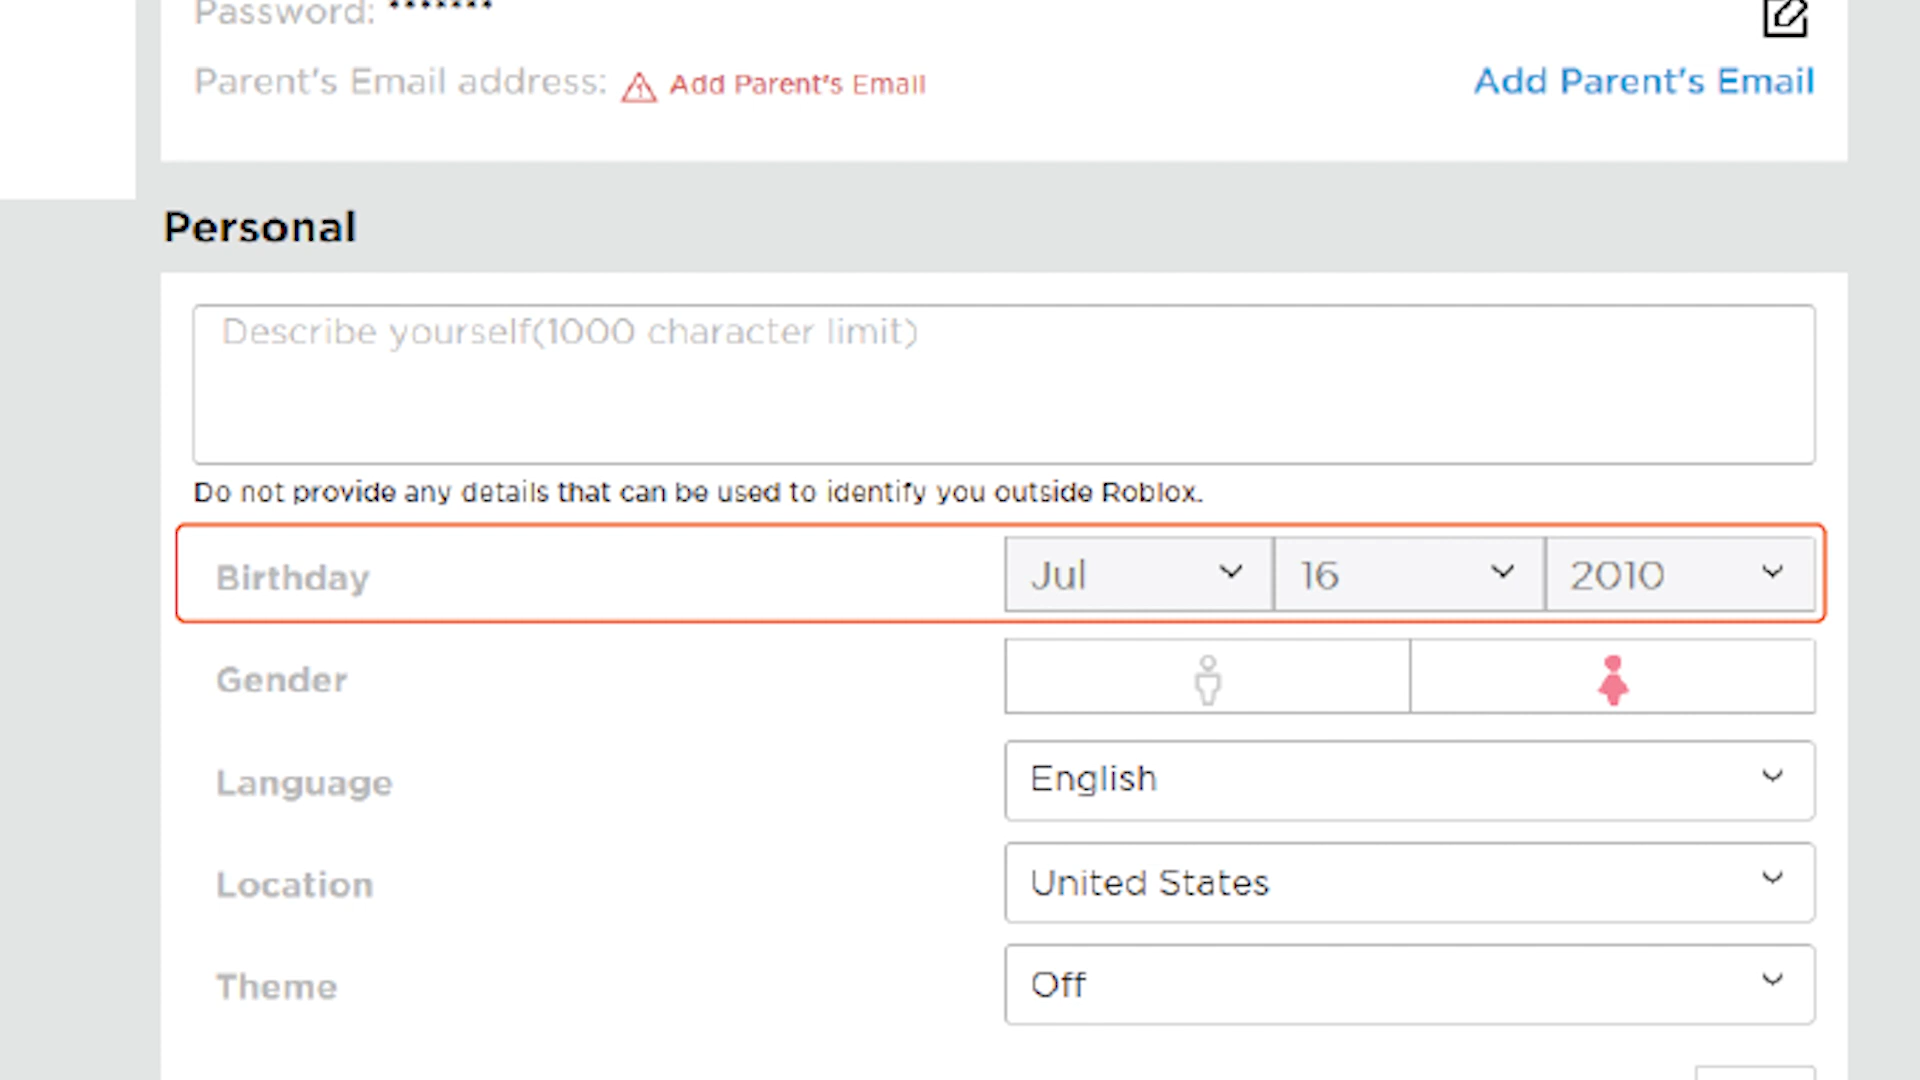 Password: *******
Parent's Email address: Add Parent's Email Add Parent's Email
Personal
Describe yourself(1000 character limit)
Do not provide any details that can be used to identify you outside Roblox.
Birthday Jul 16 2010
Gender
Language English
Location United States
Theme Off